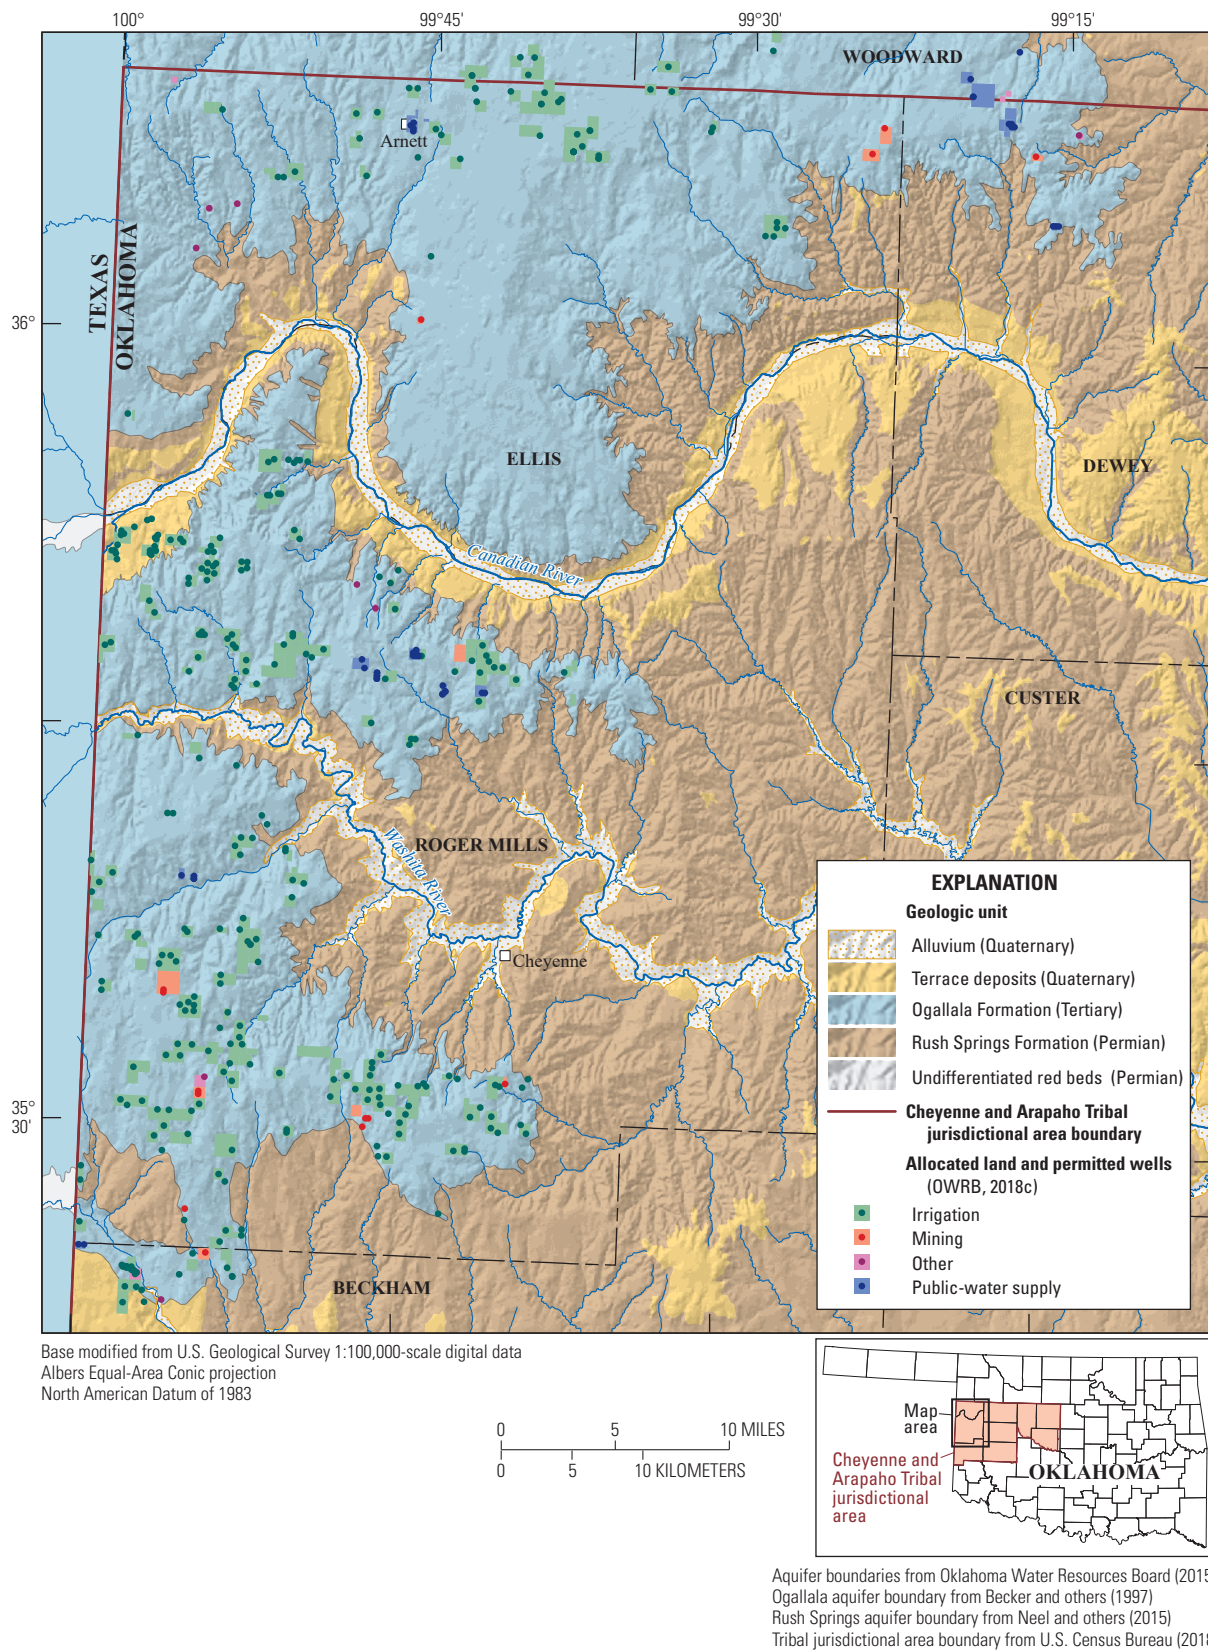 100°
99°45'
99°30'
99°15'
WOODWARD
Arnett
TEXAS
OKLAHOMA
36°
ELLIS
DEWEY
Canadian River
CUSTER
ROGER MILLS
Washita River
Cheyenne
35°
30'
BECKHAM
EXPLANATION
Geologic unit
Alluvium (Quaternary)
Terrace deposits (Quaternary)
Ogallala Formation (Tertiary)
Rush Springs Formation (Permian)
Undifferentiated red beds (Permian)
Cheyenne and Arapaho Tribal
jurisdictional area boundary
Allocated land and permitted wells
(OWRB, 2018c)
Irrigation
Mining
Other
Public-water supply
Base modified from U.S. Geological Survey 1:100,000-scale digital data
Albers Equal-Area Conic projection
North American Datum of 1983
0 5 10 MILES
0 5 10 KILOMETERS
Map
area
Cheyenne and
Arapaho Tribal
jurisdictional
area
OKLAHOMA
Aquifer boundaries from Oklahoma Water Resources Board (2015
Ogallala aquifer boundary from Becker and others (1997)
Rush Springs aquifer boundary from Neel and others (2015)
Tribal jurisdictional area boundary from U.S. Census Bureau (2018